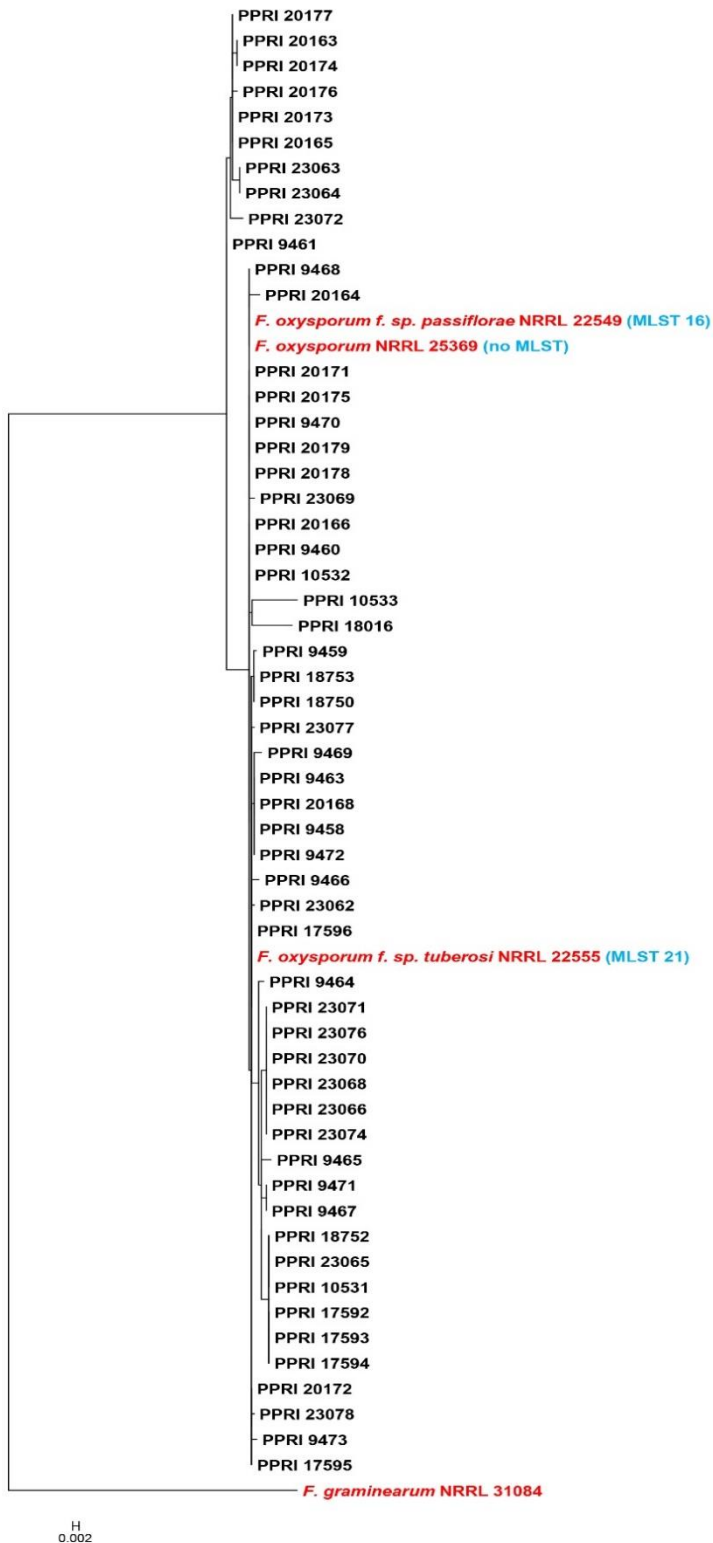 PPRI 20177
PPRI 20163
PPRI 20174
PPRI 20176
PPRI 20173
PPRI 20165
PPRI 23063
PPRI 23064
PPRI 23072
PPRI 9461
PPRI 9468
PPRI 20164
F. oxysporum f. sp. passiflorae NRRL 22549 (MLST 16)
F. oxysporum NRRL 25369 (no MLST)
PPRI 20171
PPRI 20175
PPRI 9470
PPRI 20179
PPRI 20178
PPRI 23069
PPRI 20166
PPRI 9460
PPRI 10532
PPRI 10533
PPRI 18016
PPRI 9459
PPRI 18753
PPRI 18750
PPRI 23077
PPRI 9469
PPRI 9463
PPRI 20168
PPRI 9458
PPRI 9472
PPRI 9466
PPRI 23062
PPRI 17596
F. oxysporum f. sp. tuberosi NRRL 22555 (MLST 21)
PPRI 9464
PPRI 23071
PPRI 23076
PPRI 23070
PPRI 23068
PPRI 23066
PPRI 23074
PPRI 9465
PPRI 9471
PPRI 9467
PPRI 18752
PPRI 23065
PPRI 10531
PPRI 17592
PPRI 17593
PPRI 17594
PPRI 20172
PPRI 23078
PPRI 9473
PPRI 17595
F. graminearum NRRL 31084
0.002